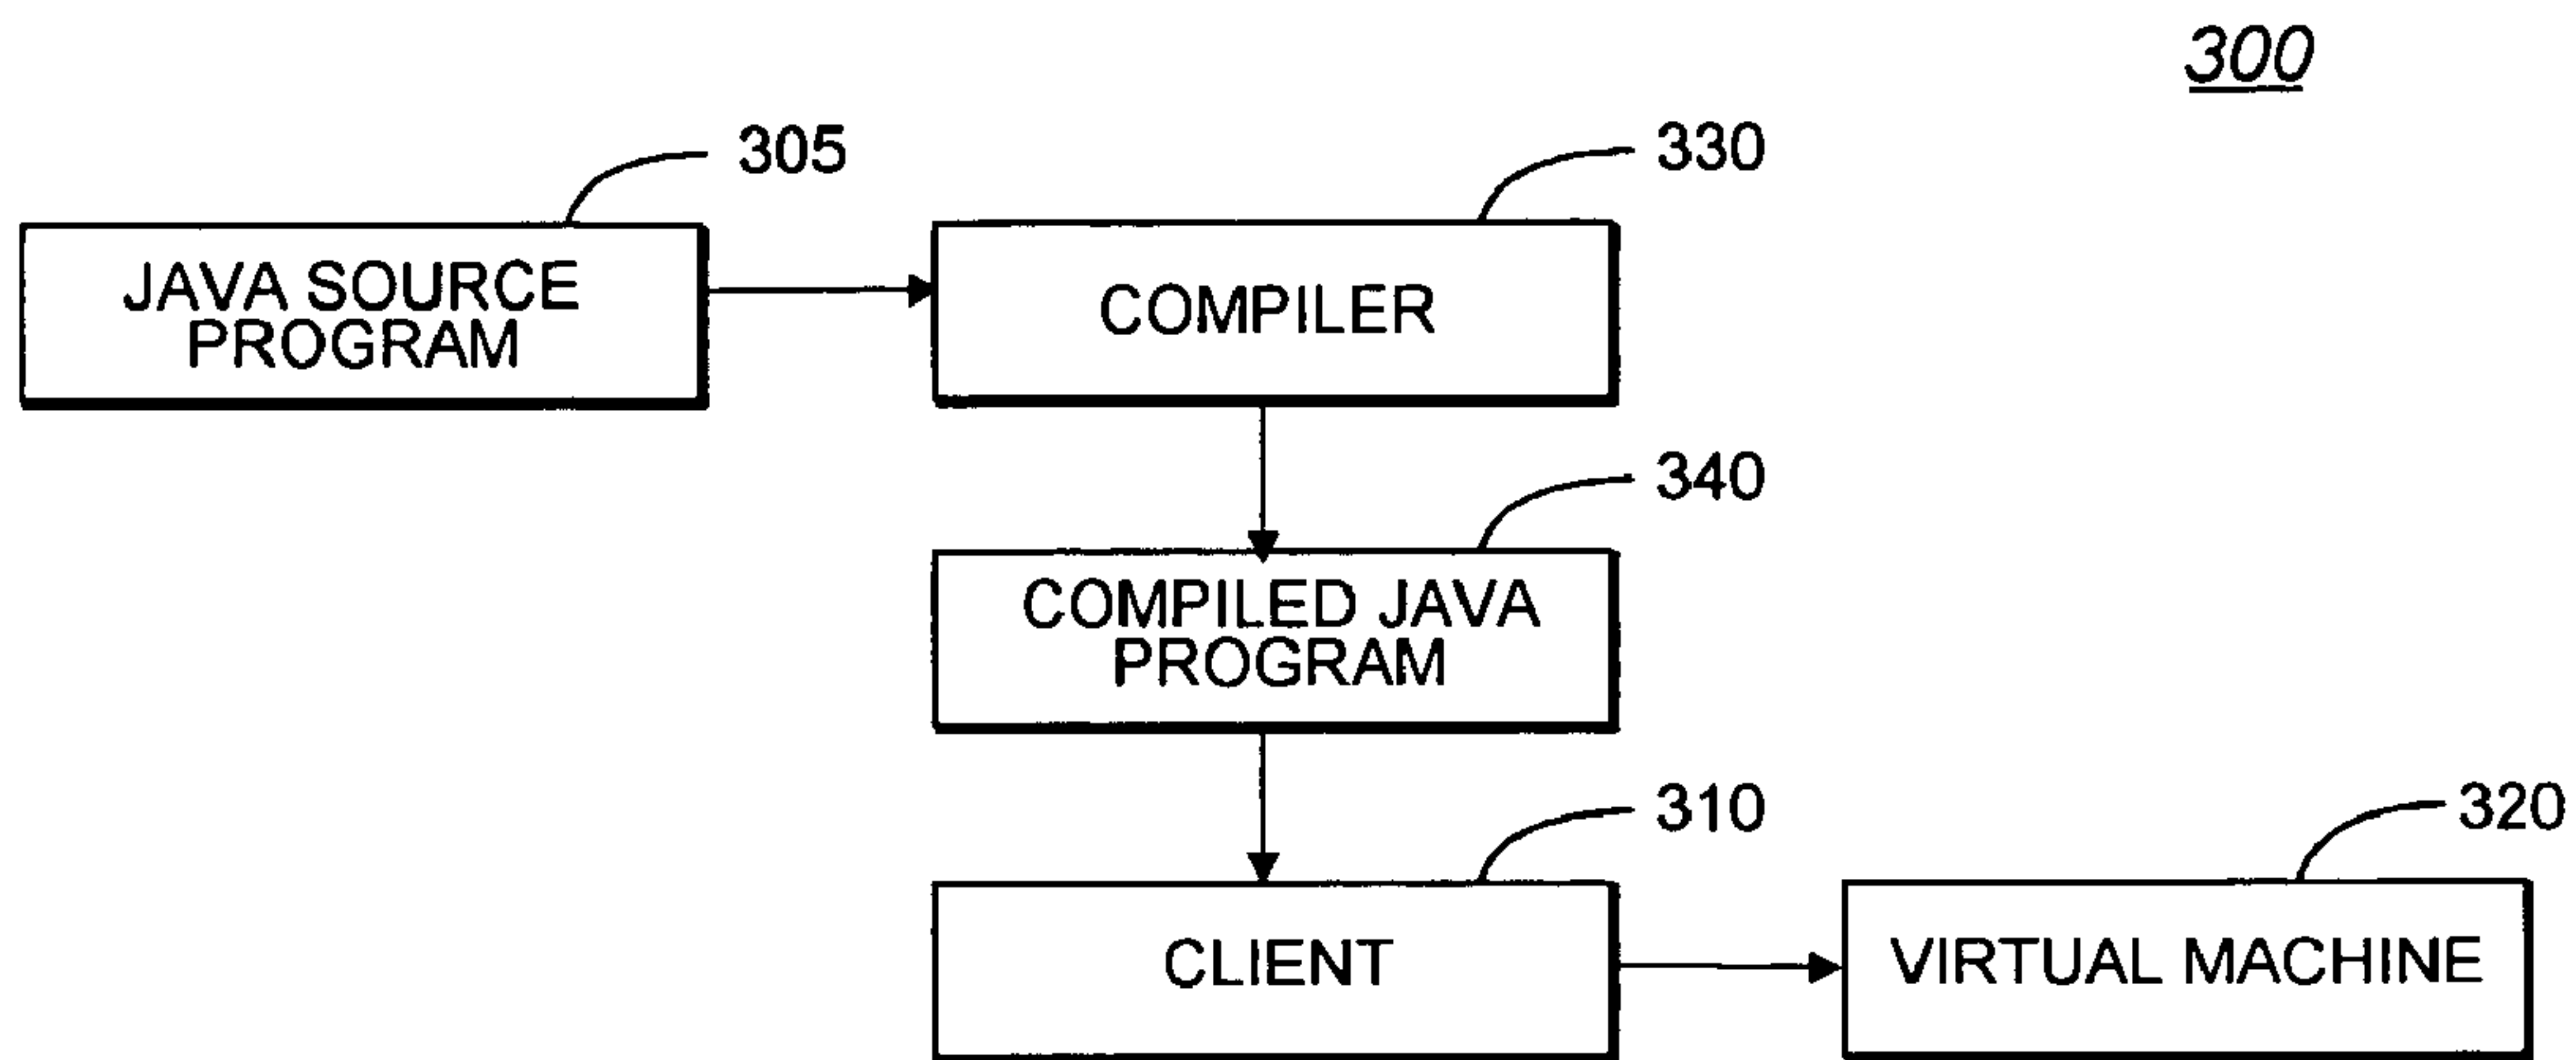 300
305
330
JAVA SOURCE
PROGRAM
COMPILER
340
COMPILED JAVA
PROGRAM
310
320
CLIENT
VIRTUAL MACHINE